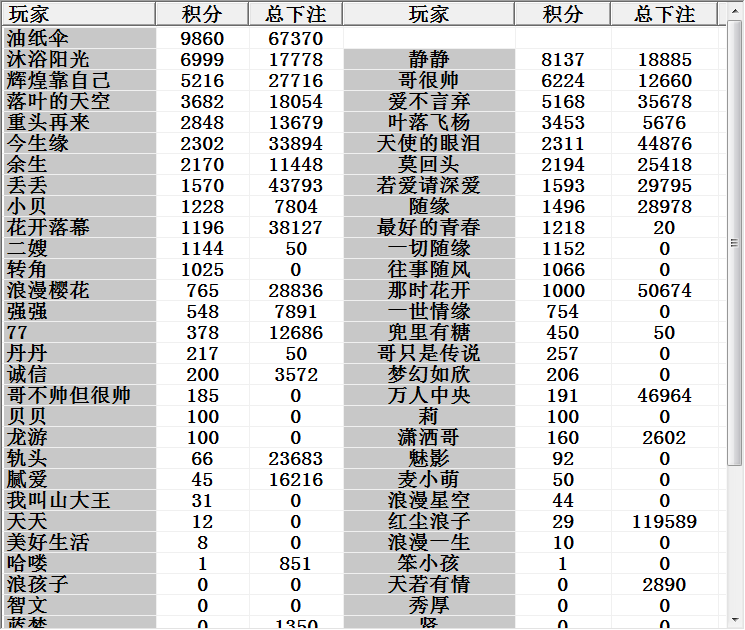 玩家 积分 总下注 玩家 积分 总下注
油纸伞 9860 67370
沐浴阳光 6999 17778 静静 8137 18885
辉煌靠自己 5216 27716 哥很帅 6224 12660
落叶的天空 3682 18054 爱不言弃 5168 35678
重头再来 2848 13679 叶落飞杨 3453 5676
今生缘 2302 33894 天使的眼泪 2311 44876
余生 2170 11448 莫回头 2194 25418
丢丢 1570 43793 若爱请深爱 1593 29795
小贝 1228 7804 随缘 1496 28978
花开落幕 1196 38127 最好的青春 1218 20
二嫂 1144 50 一切随缘 1152 0
转角 1025 0 往事随风 1066 0
浪漫樱花 765 28836 那时花开 1000 50674
强强 548 7891 一世情缘 754 0
77 378 12686 兜里有糖 450 50
丹丹 217 50 哥只是传说 257 0
诚信 200 3572 梦幻如欣 206 0
哥不帅但很帅 185 0 万人中央 191 46964
贝贝 100 0 莉 100 0
龙游 100 0 潇洒哥 160 2602
轨头 66 23683 魅影 92 0
腻爱 45 16216 麦小萌 50 0
我叫山大王 31 0 浪漫星空 44 0
天天 12 0 红尘浪子 29 119589
美好生活 8 0 浪漫一生 10 0
哈喽 1 851 笨小孩 1 0
浪孩子 0 0 天若有情 0 2890
智文 0 0 秀厚 0 0
蓝梦 0 1350 贤 0 0